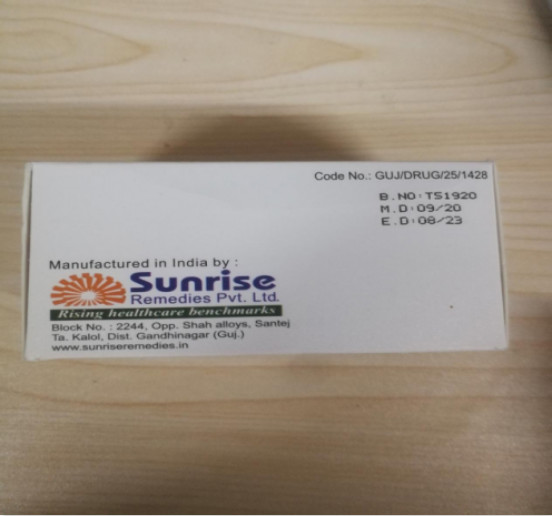 Code No.: GUJ/DRUG/25/1428
B.NO:TS1920
M.D:09/20
E.D:08/23
Manufactured in India by :
Sunrise
Remedies Pvt. Ltd.
Rising healthcare benchmarks
Block No. : 2244, Opp. Shah alloys, Santej
Ta. Kalol, Dist. Gandhinagar (Guj.)
www.sunriseremedies.in